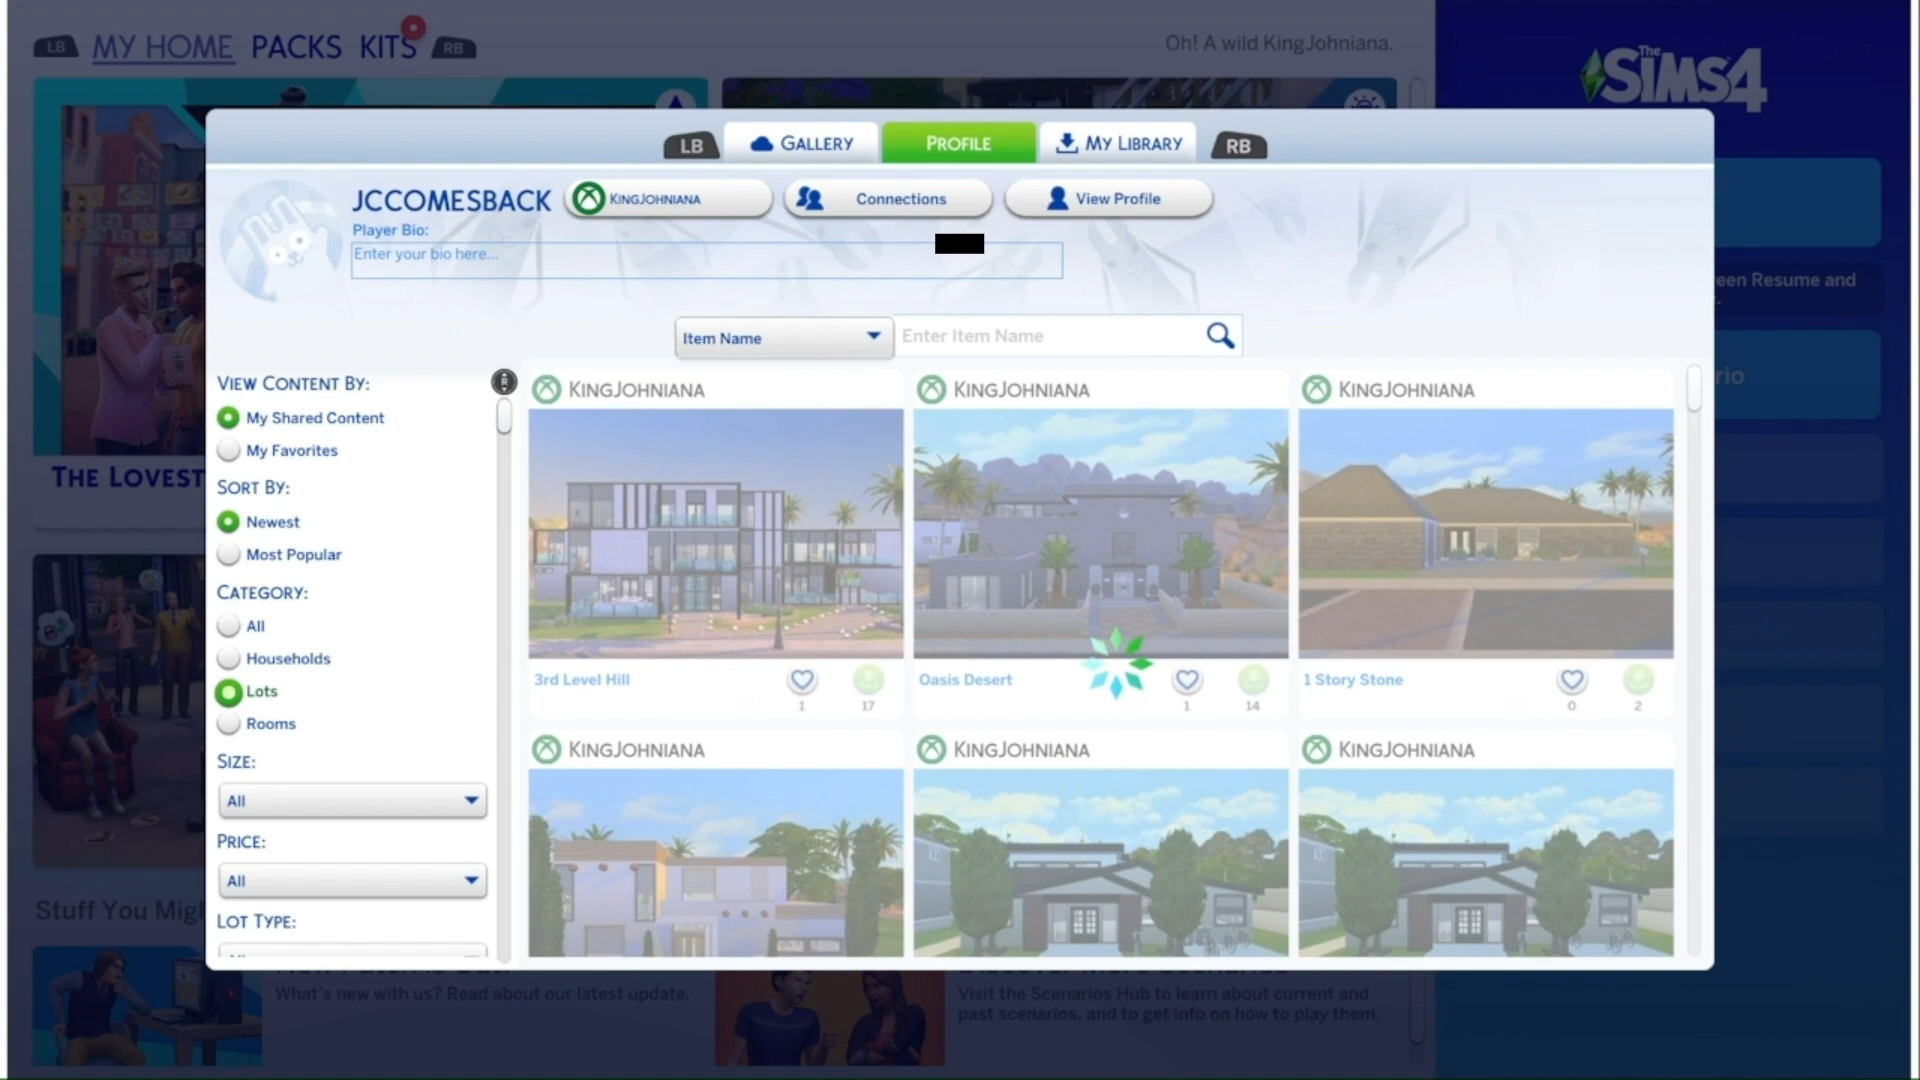 LB MY HOME PACKS KITS RB
Oh! A wild KingJohniana.
The SIMS4
LB GALLERY PROFILE MY LIBRARY RB
JCCOMESBACK KINGJOHNIANA Connections View Profile
Player Bio:
Enter your bio here...
Item Name Enter Item Name
VIEW CONTENT BY:
My Shared Content
My Favorites
SORT BY:
Newest
Most Popular
CATEGORY:
All
Households
Lots
Rooms
SIZE:
All
PRICE:
All
LOT TYPE:
KINGJOHNIANA KINGJOHNIANA KINGJOHNIANA
3rd Level Hill 1 17
Oasis Desert 1 14
1 Story Stone 0 2
KINGJOHNIANA KINGJOHNIANA KINGJOHNIANA
Resume and
THE
Stuff You
What's new with us? Read about our latest update.
Visit the Scenarios Hub to learn about current and
past scenarios, and to get info on how to play them.